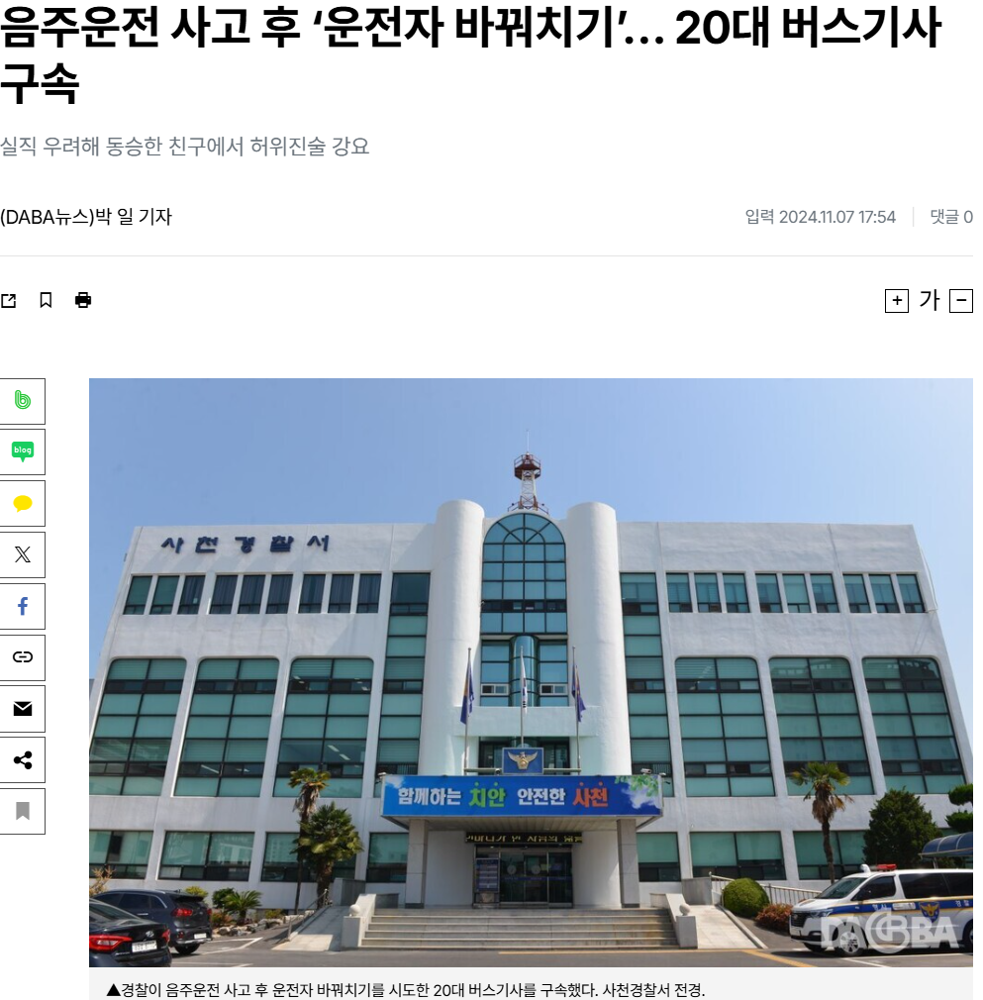 음주운전 사고 후 ‘운전자 바꿔치기’… 20대 버스기사
구속
실직 우려해 동승한 친구에서 허위진술 강요
(DABA뉴스)박 일 기자
입력 2024.11.07 17:54
댓글 0
가
blog
사천경찰서
함께하는 치안 안전한 사천
경찰
DABA
▲경찰이 음주운전 사고 후 운전자 바꿔치기를 시도한 20대 버스기사를 구속했다. 사천경찰서 전경.